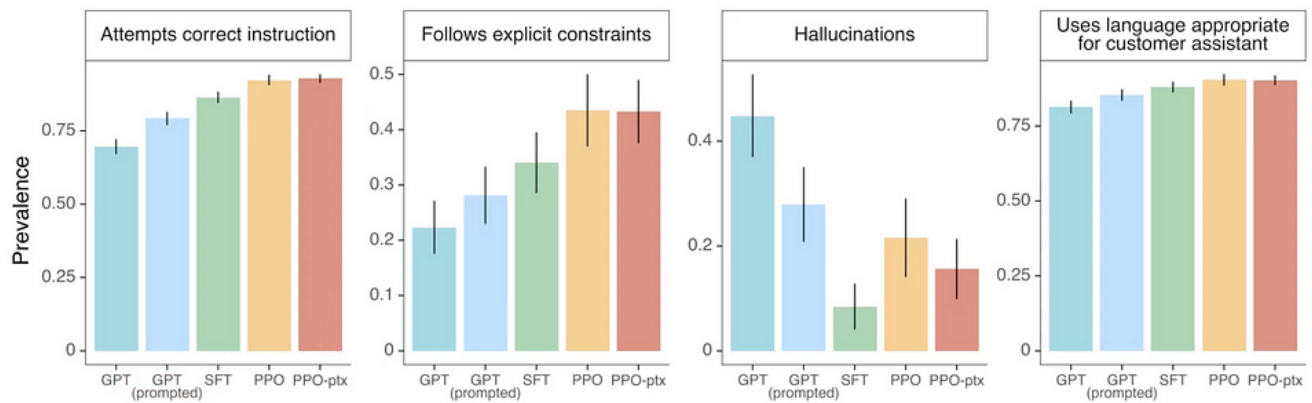 Attempts correct instruction
Follows explicit constraints
Hallucinations
Uses language appropriate
for customer assistant
Prevalence
0.75
0.50
0.25
0
GPT
GPT
(prompted)
SFT
PPO
PPO-ptx
0.5
0.4
0.3
0.2
0.1
0
GPT
GPT
(prompted)
SFT
PPO
PPO-ptx
0.4
0.2
0
GPT
GPT
(prompted)
SFT
PPO
PPO-ptx
0.75
0.50
0.25
0
GPT
GPT
(prompted)
SFT
PPO
PPO-ptx